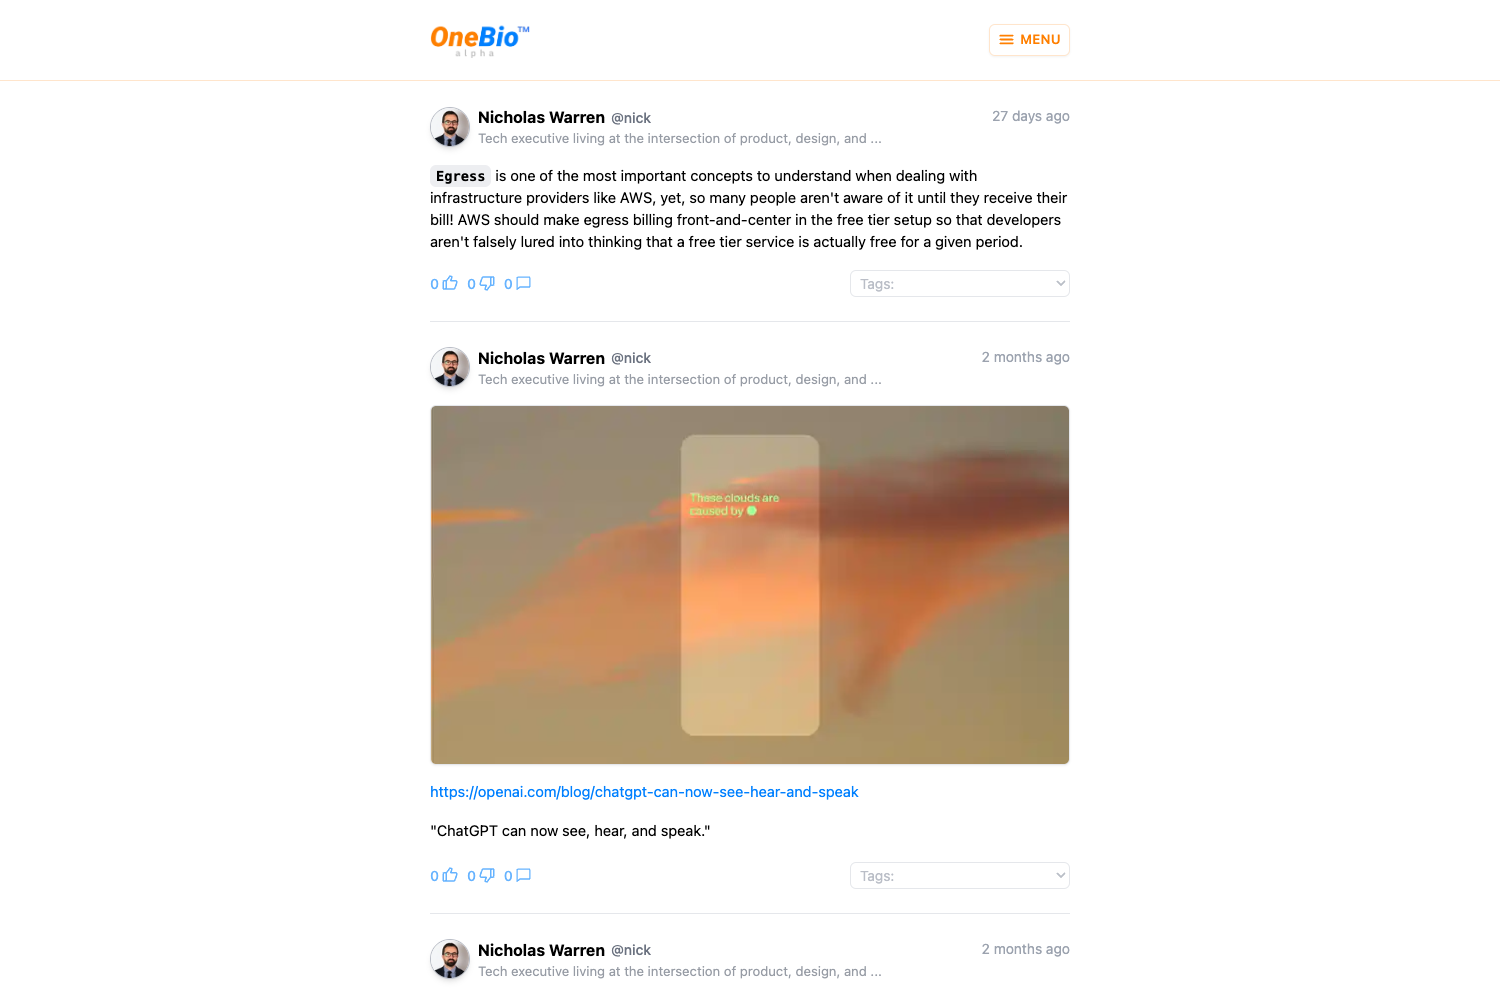 OneBio™
alpha
MENU
Nicholas Warren @nick
27 days ago
Tech executive living at the intersection of product, design, and ...
Egress is one of the most important concepts to understand when dealing with
infrastructure providers like AWS, yet, so many people aren't aware of it until they receive their
bill! AWS should make egress billing front-and-center in the free tier setup so that developers
aren't falsely lured into thinking that a free tier service is actually free for a given period.
0 0 0
Tags:
Nicholas Warren @nick
2 months ago
Tech executive living at the intersection of product, design, and ...
These clouds are
caused by
https://openai.com/blog/chatgpt-can-now-see-hear-and-speak
"ChatGPT can now see, hear, and speak."
0 0 0
Tags:
Nicholas Warren @nick
2 months ago
Tech executive living at the intersection of product, design, and ...